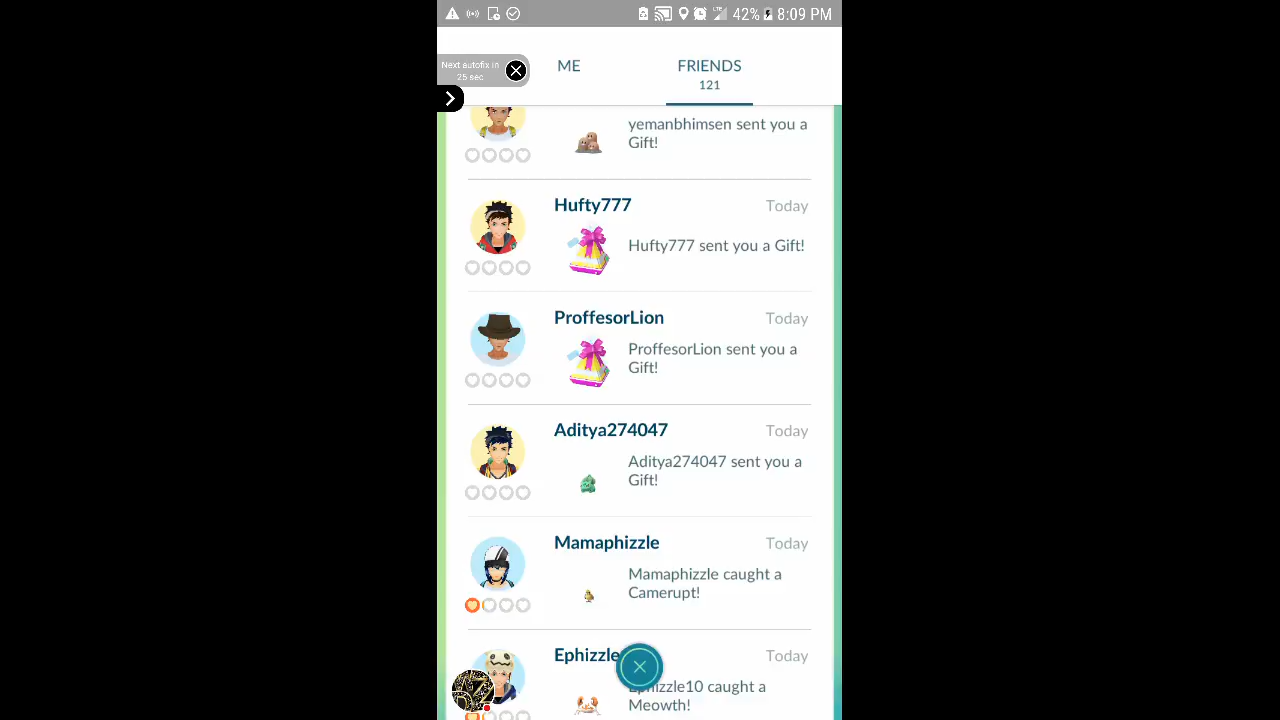 LTE 42% 8:09 PM
Next autofix in
25 sec
ME
FRIENDS
121
yemanbhimsen sent you a
Gift!
Hufty777
Today
Hufty777 sent you a Gift!
ProffesorLion
Today
ProffesorLion sent you a
Gift!
Aditya274047
Today
Aditya274047 sent you a
Gift!
Mamaphizzle
Today
Mamaphizzle caught a
Camerupt!
Ephizzle
Today
Ephizzle10 caught a
Meowth!